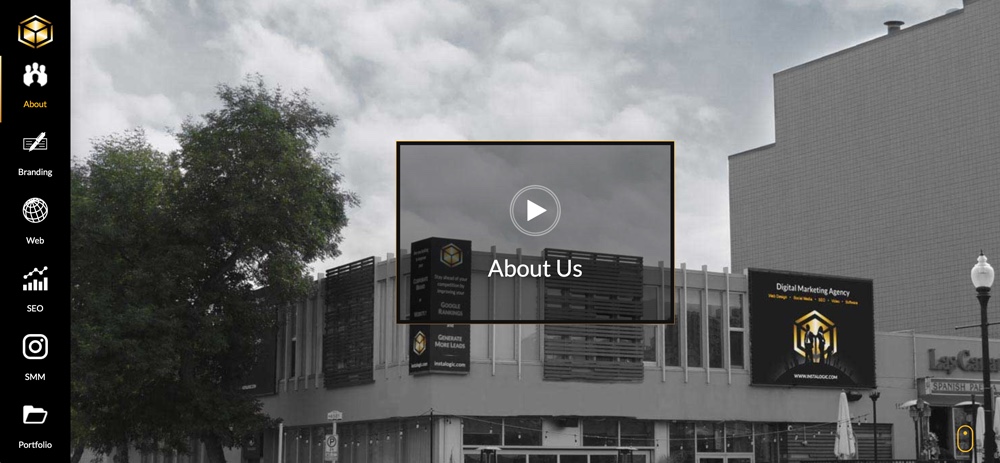 About
Branding
Web
SEO
SMM
Portfolio
About Us
Stay ahead of your
competition by
improving your
GOOGLE
RANKINGS
and
GENERATE
MORE LEADS
instalogic.com
Digital Marketing Agency
Web Design • Social Media • SEO • Video • Software
WWW.INSTALOGIC.COM
SPANISH
P